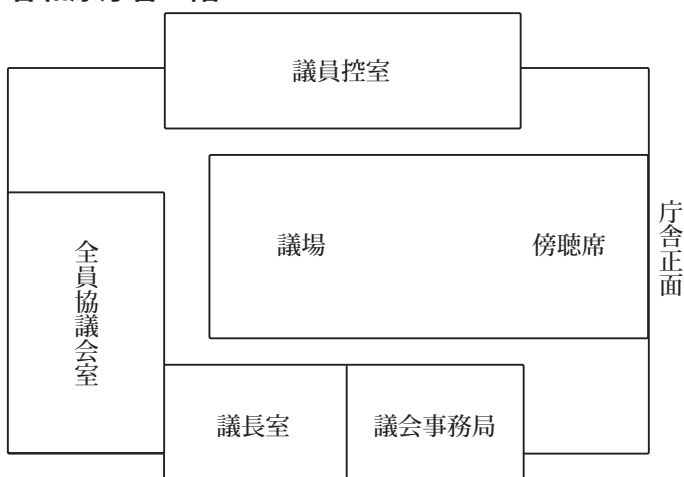 議員控室
議場
傍聴席
庁舎正面
全員協議会室
議長室
議会事務局